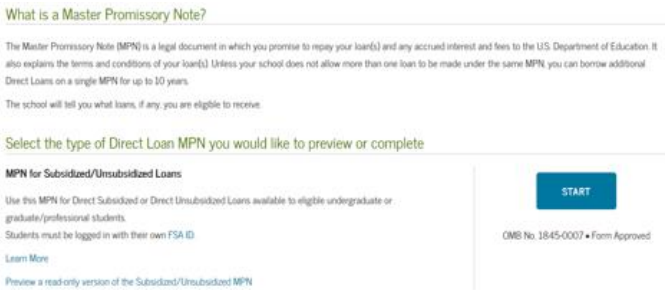 What is a Master Promissory Note?
The Master Promissory Note (MPN) is a legal document in which you promise to repay your loan(s) and any accrued interest and fees to the U.S. Department of Education. It
also explains the terms and conditions of your loan(s). Unless your school does not allow more than one loan to be made under the same MPN, you can borrow additional
Direct Loans on a single MPN for up to 10 years.
The school will tell you what loans, if any, you are eligible to receive.
Select the type of Direct Loan MPN you would like to preview or complete
MPN for Subsidized/Unsubsidized Loans
Use this MPN for Direct Subsidized or Direct Unsubsidized Loans available to eligible undergraduate or
graduate/professional students.
Students must be logged in with their own FSA ID.
Learn More
Preview a read-only version of the Subsidized/Unsubsidized MPN
START
OMB No. 1845-0007 • Form Approved